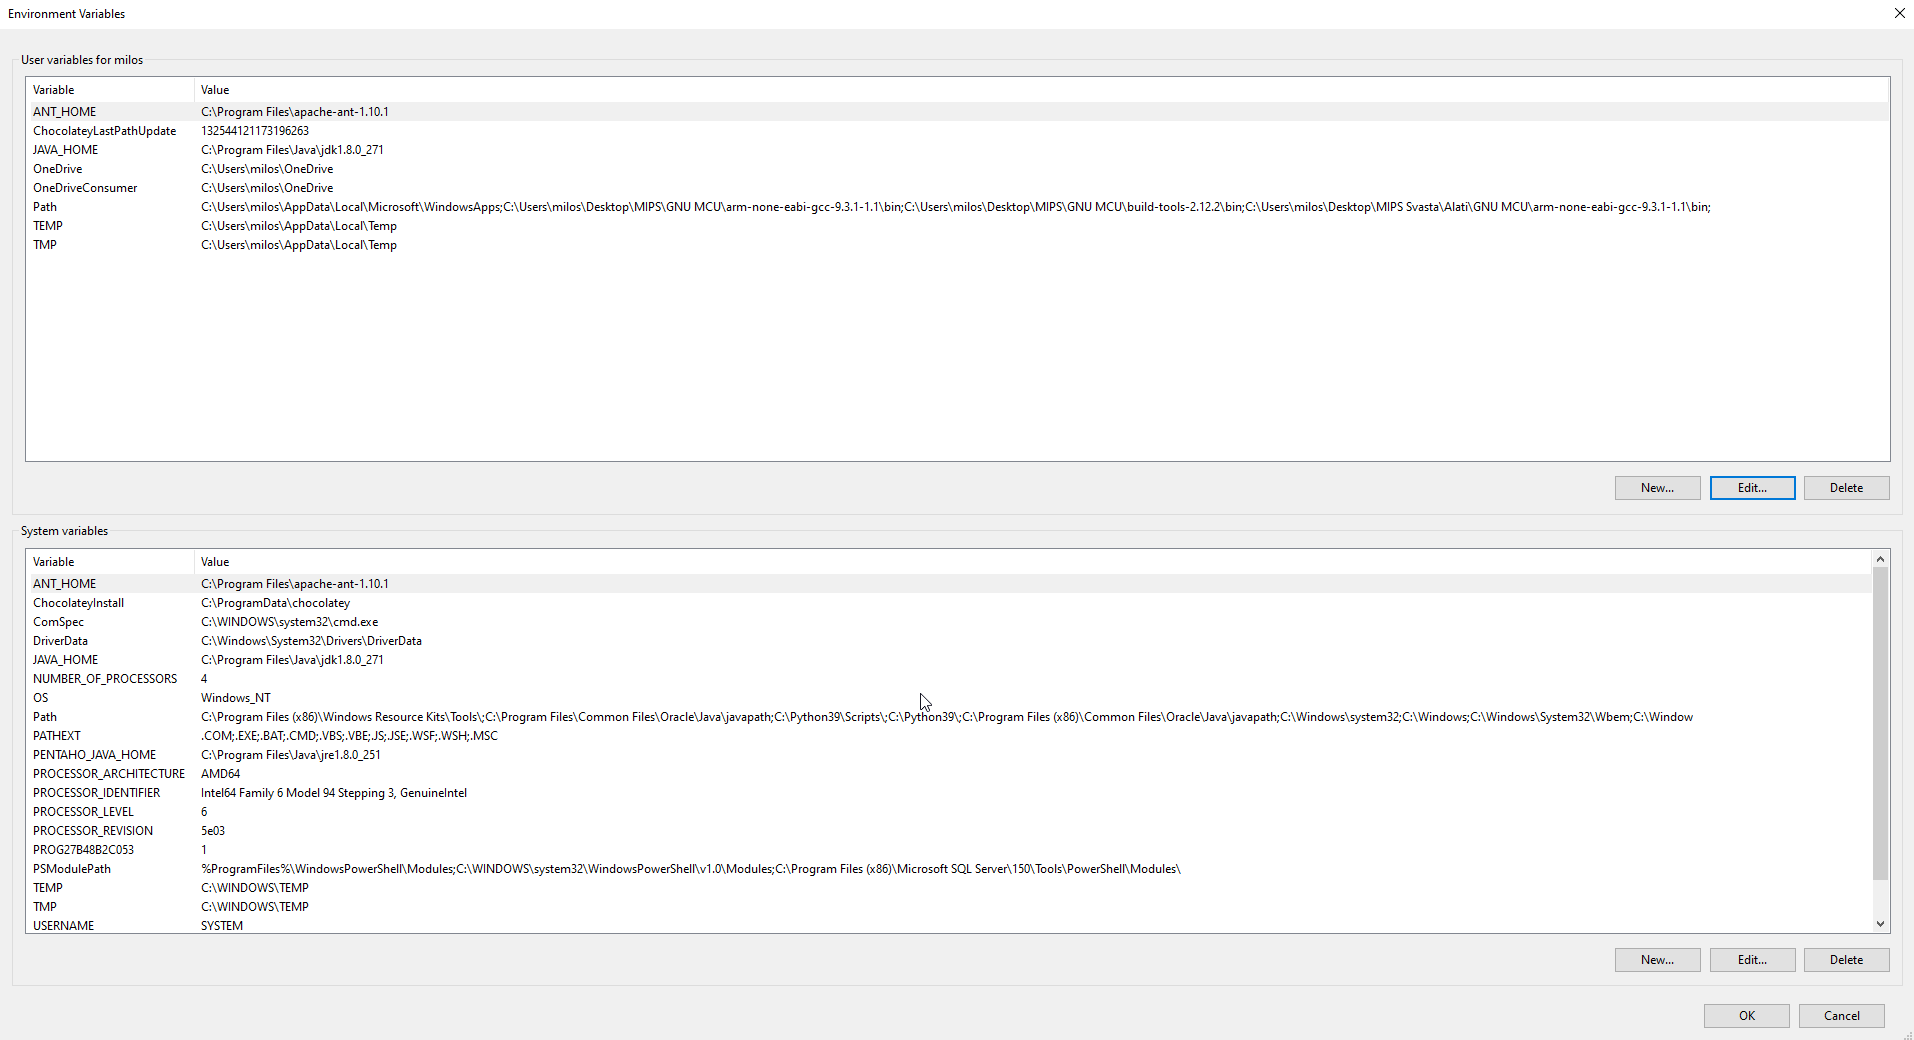 Environment Variables
User variables for milos
Variable Value
ANT_HOME C:\Program Files\apache-ant-1.10.1
ChocolateyLastPathUpdate 132544121173196263
JAVA_HOME C:\Program Files\Java\jdk1.8.0_271
OneDrive C:\Users\milos\OneDrive
OneDriveConsumer C:\Users\milos\OneDrive
Path C:\Users\milos\AppData\Local\Microsoft\WindowsApps;C:\Users\milos\Desktop\MIPS\GNU MCU\arm-none-eabi-gcc-9.3.1-1.1\bin;C:\Users\milos\Desktop\MIPS\GNU MCU\build-tools-2.12.2\bin;C:\Users\milos\Desktop\MIPS Svasta\Alati\GNU MCU\arm-none-eabi-gcc-9.3.1-1.1\bin;
TEMP C:\Users\milos\AppData\Local\Temp
TMP C:\Users\milos\AppData\Local\Temp
New... Edit... Delete
System variables
Variable Value
ANT_HOME C:\Program Files\apache-ant-1.10.1
ChocolateyInstall C:\ProgramData\chocolatey
ComSpec C:\WINDOWS\system32\cmd.exe
DriverData C:\Windows\System32\Drivers\DriverData
JAVA_HOME C:\Program Files\Java\jdk1.8.0_271
NUMBER_OF_PROCESSORS 4
OS Windows_NT
Path C:\Program Files (x86)\Windows Resource Kits\Tools\;C:\Program Files\Common Files\Oracle\Java\javapath;C:\Python39\Scripts\;C:\Python39\;C:\Program Files (x86)\Common Files\Oracle\Java\javapath;C:\Windows\system32;C:\Windows;C:\Windows\System32\Wbem;C:\Window
PATHEXT .COM;.EXE;.BAT;.CMD;.VBS;.VBE;.JS;.JSE;.WSF;.WSH;.MSC
PENTAHO_JAVA_HOME C:\Program Files\Java\jre1.8.0_251
PROCESSOR_ARCHITECTURE AMD64
PROCESSOR_IDENTIFIER Intel64 Family 6 Model 94 Stepping 3, GenuineIntel
PROCESSOR_LEVEL 6
PROCESSOR_REVISION 5e03
PROG27B48B2C053 1
PSModulePath %ProgramFiles%\WindowsPowerShell\Modules;C:\WINDOWS\system32\WindowsPowerShell\v1.0\Modules;C:\Program Files (x86)\Microsoft SQL Server\150\Tools\PowerShell\Modules\
TEMP C:\WINDOWS\TEMP
TMP C:\WINDOWS\TEMP
USERNAME SYSTEM
New... Edit... Delete
OK Cancel